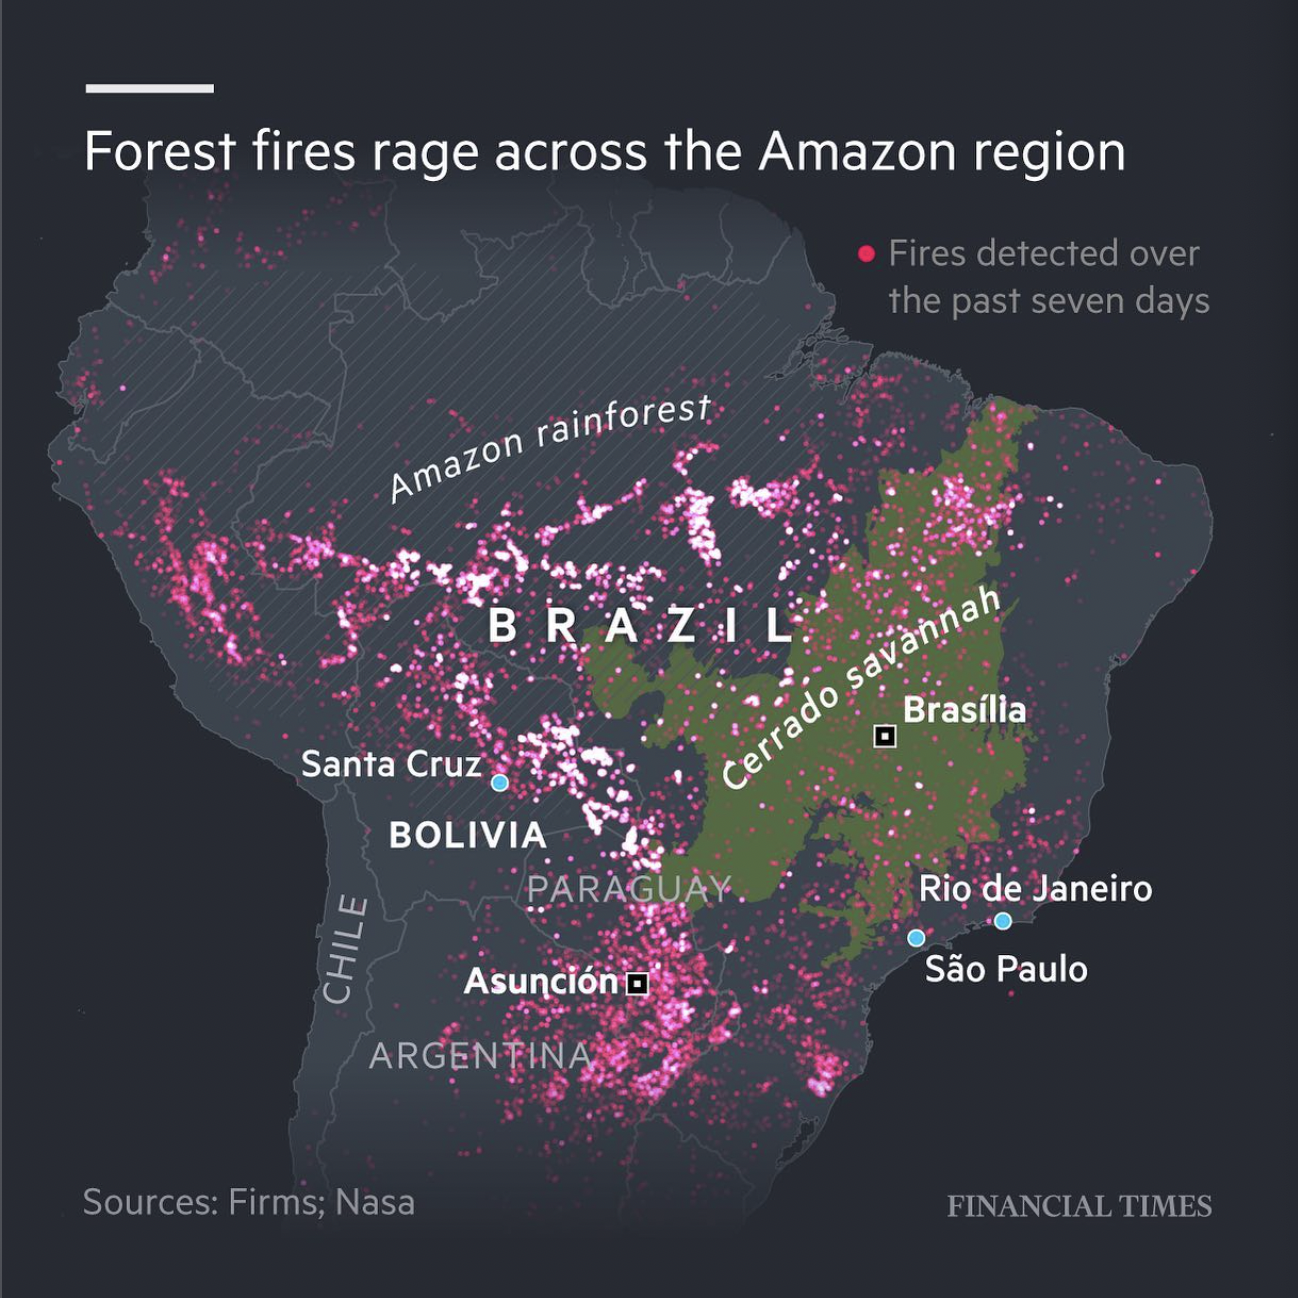 Forest fires rage across the Amazon region
Fires detected over
the past seven days
Amazon rainforest
BRAZIL
Cerrado savannah
Brasília
Santa Cruz
BOLIVIA
PARAGUAY
Rio de Janeiro
São Paulo
CHILE
Asunción
ARGENTINA
Sources: Firms; Nasa
FINANCIAL TIMES